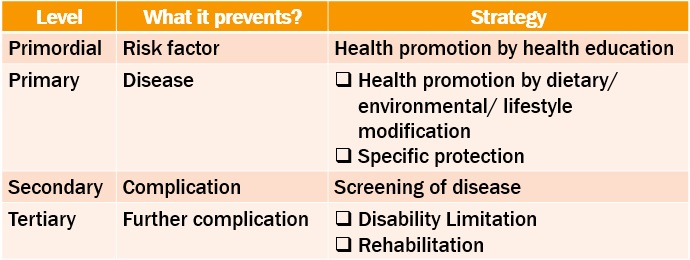 Level What it prevents? Strategy
Primordial Risk factor Health promotion by health education
Primary Disease ❑ Health promotion by dietary/
environmental/ lifestyle
modification
❑ Specific protection
Secondary Complication Screening of disease
Tertiary Further complication ❑ Disability Limitation
❑ Rehabilitation